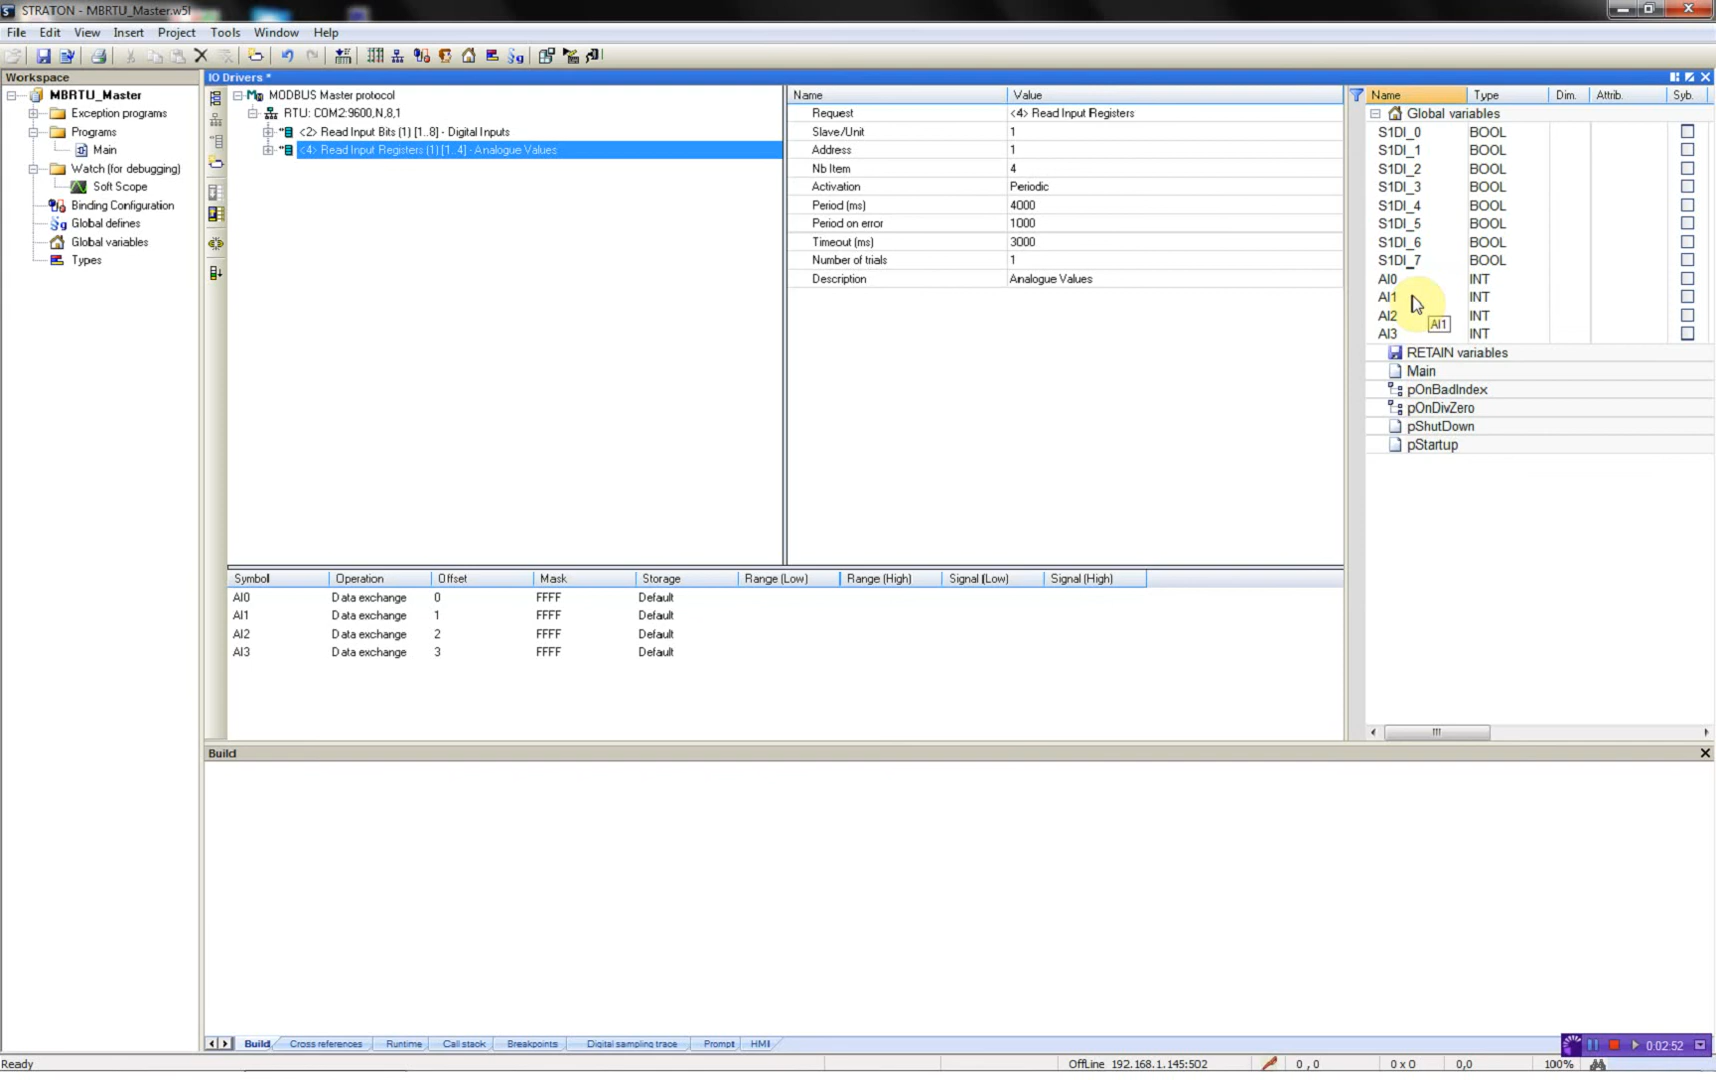 STRATON - MBRTU_Master.w5l
File Edit View Insert Project Tools Window Help
Workspace
MBRTU_Master
Exception programs
Programs
Main
Watch (for debugging)
Soft Scope
Binding Configuration
Global defines
Global variables
Types
IO Drivers *
MODBUS Master protocol
RTU: COM2:9600,N,8,1
<2> Read Input Bits (1) [1..8] - Digital Inputs
<4> Read Input Registers (1) [1..4] - Analogue Values
Name Value
Request <4> Read Input Registers
Slave/Unit 1
Address 1
Nb Item 4
Activation Periodic
Period (ms) 4000
Period on error 1000
Timeout (ms) 3000
Number of trials 1
Description Analogue Values
Name Type Dim. Attrib. Syb.
Global variables
S1DI_0 BOOL
S1DI_1 BOOL
S1DI_2 BOOL
S1DI_3 BOOL
S1DI_4 BOOL
S1DI_5 BOOL
S1DI_6 BOOL
S1DI_7 BOOL
AI0 INT
AI1 INT
AI2 INT
AI1
AI3 INT
RETAIN variables
Main
pOnBadIndex
pOnDivZero
pShutDown
pStartup
Symbol Operation Offset Mask Storage Range (Low) Range (High) Signal (Low) Signal (High)
AI0 Data exchange 0 FFFF Default
AI1 Data exchange 1 FFFF Default
AI2 Data exchange 2 FFFF Default
AI3 Data exchange 3 FFFF Default
Build
Build Cross references Runtime Call stack Breakpoints Digital sampling trace Prompt HMI
0:02:52
Ready OffLine 192.168.1.145:502 0 , 0 0 x 0 0,0 100%